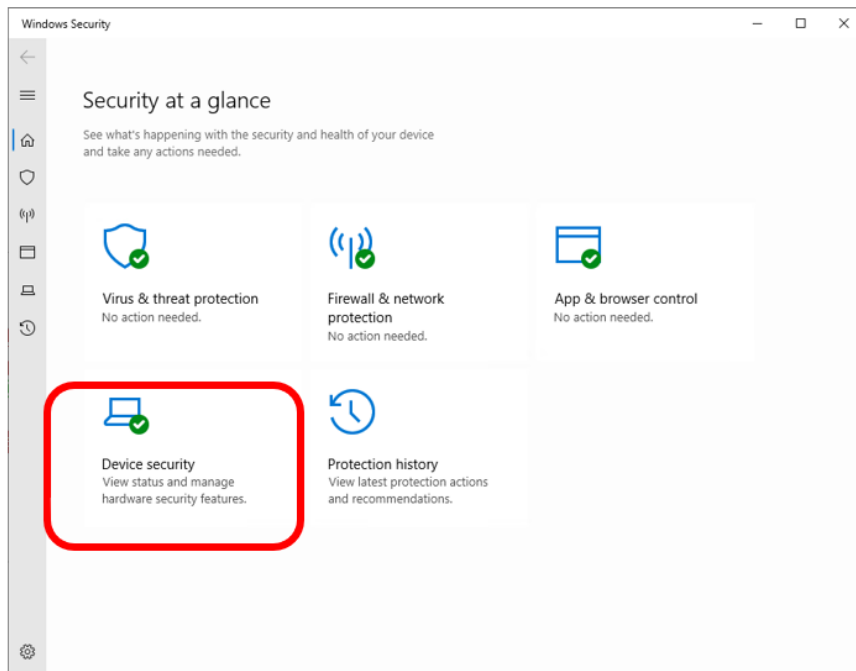 Windows Security
Security at a glance
See what's happening with the security and health of your device
and take any actions needed.
Virus & threat protection
No action needed.
Firewall & network
protection
No action needed.
App & browser control
No action needed.
Device security
View status and manage
hardware security features.
Protection history
View latest protection actions
and recommendations.